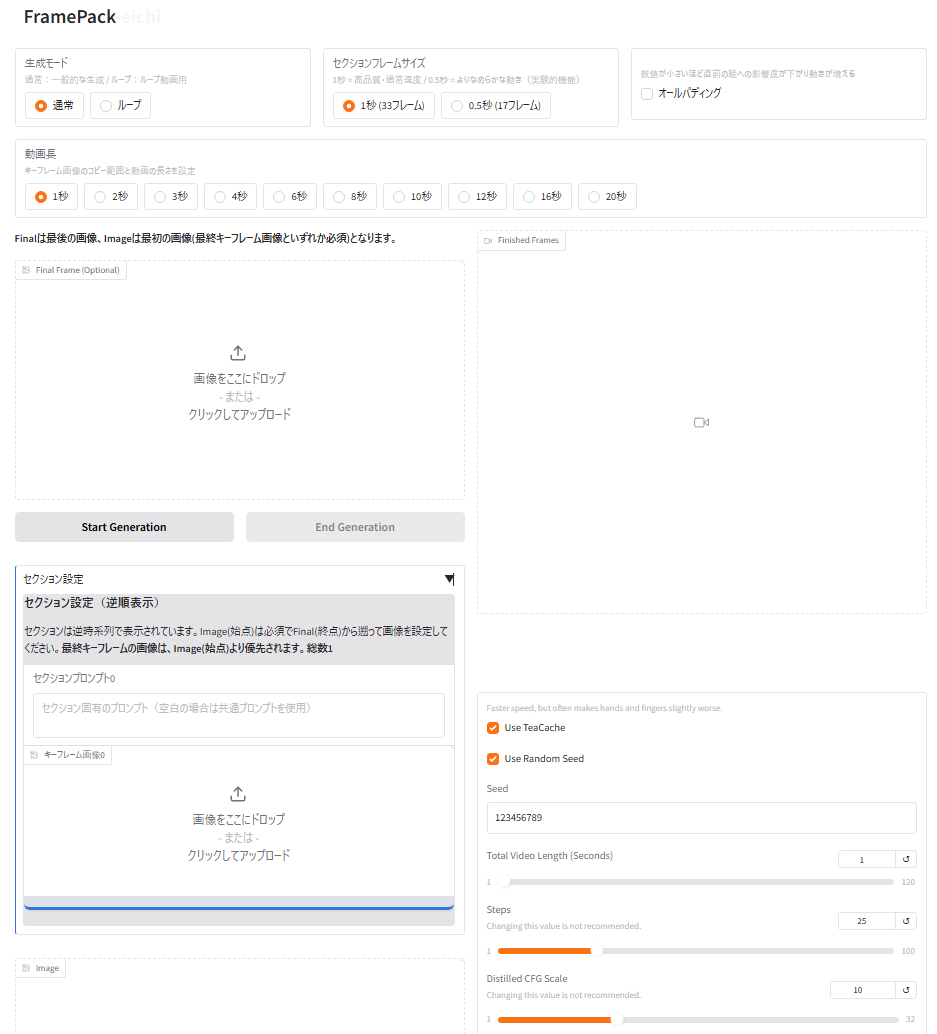 FramePack-eichi
生成モード
通常：一般的な生成 / ループ：ループ動画用
通常
ループ
セクションフレームサイズ
1秒 = 高品質・通常速度 / 0.5秒 = よりなめらかな動き（実験的機能）
1秒 (33フレーム)
0.5秒 (17フレーム)
数値が小さいほど直前の絵への影響度が下がり動きが増える
オールパディング
動画長
キーフレーム画像のコピー範囲と動画の長さを設定
1秒
2秒
3秒
4秒
6秒
8秒
10秒
12秒
16秒
20秒
Finalは最後の画像、Imageは最初の画像(最終キーフレーム画像といずれか必須)となります。
Final Frame (Optional)
画像をここにドロップ
- または -
クリックしてアップロード
Start Generation
End Generation
セクション設定
▼
セクション設定（逆順表示）
セクションは逆時系列で表示されています。Image(始点)は必須でFinal(終点)から遡って画像を設定して
ください。最終キーフレームの画像は、Image(始点)より優先されます。総数1
セクションプロンプト0
セクション固有のプロンプト（空白の場合は共通プロンプトを使用）
キーフレーム画像0
画像をここにドロップ
- または -
クリックしてアップロード
Image
Finished Frames
Faster speed, but often makes hands and fingers slightly worse.
Use TeaCache
Use Random Seed
Seed
123456789
Total Video Length (Seconds)
1
↺
1
120
Steps
Changing this value is not recommended.
25
↺
1
100
Distilled CFG Scale
Changing this value is not recommended.
10
↺
1
32